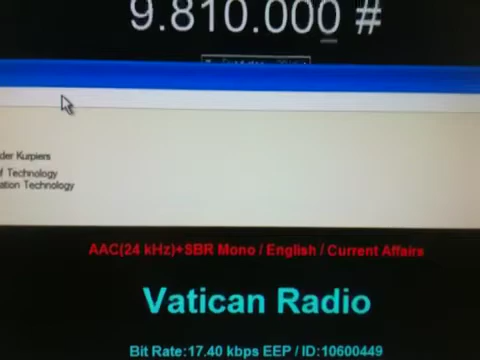 9.810.000 #
der Kurpiers
f Technology
ation Technology
AAC(24 kHz)+SBR Mono / English / Current Affairs
Vatican Radio
Bit Rate:17.40 kbps EEP / ID:10600449